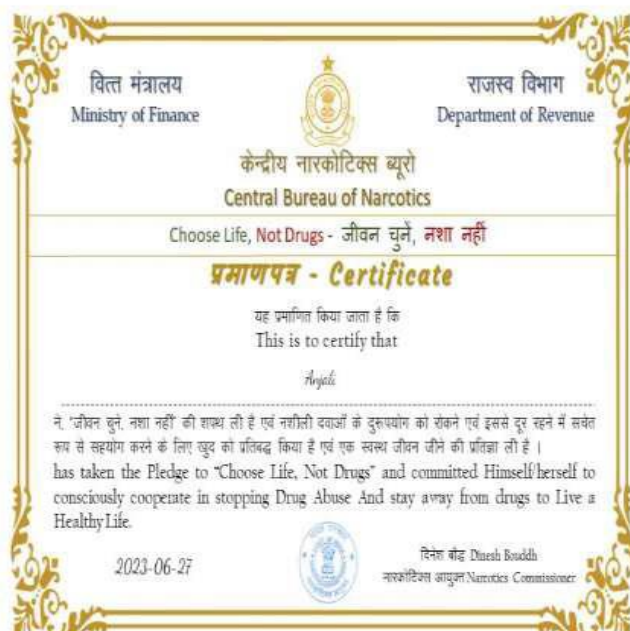 वित्त मंत्रालय
Ministry of Finance
राजस्व विभाग
Department of Revenue
केन्द्रीय नारकोटिक्स ब्यूरो
Central Bureau of Narcotics
Choose Life, Not Drugs - जीवन चुनें, नशा नहीं
प्रमाणपत्र - Certificate
यह प्रमाणित किया जाता है कि
This is to certify that
Anjali
ने, "जीवन चुने, नशा नहीं" की शपथ ली है एवं नशीली दवाओं के दुरूपयोग को रोकने एवं इससे दूर रहने में सचेत
रूप से सहयोग करने के लिए खुद को प्रतिबद्ध किया है एवं एक स्वस्थ जीवन जीने की प्रतिज्ञा ली है |
has taken the Pledge to "Choose Life, Not Drugs" and committed Himself/herself to
consciously cooperate in stopping Drug Abuse And stay away from drugs to Live a
Healthy Life.
2023-06-27
दिनेश बौद्ध Dinesh Bouddh
नारकोटिक्स आयुक्त Narcotics Commissioner